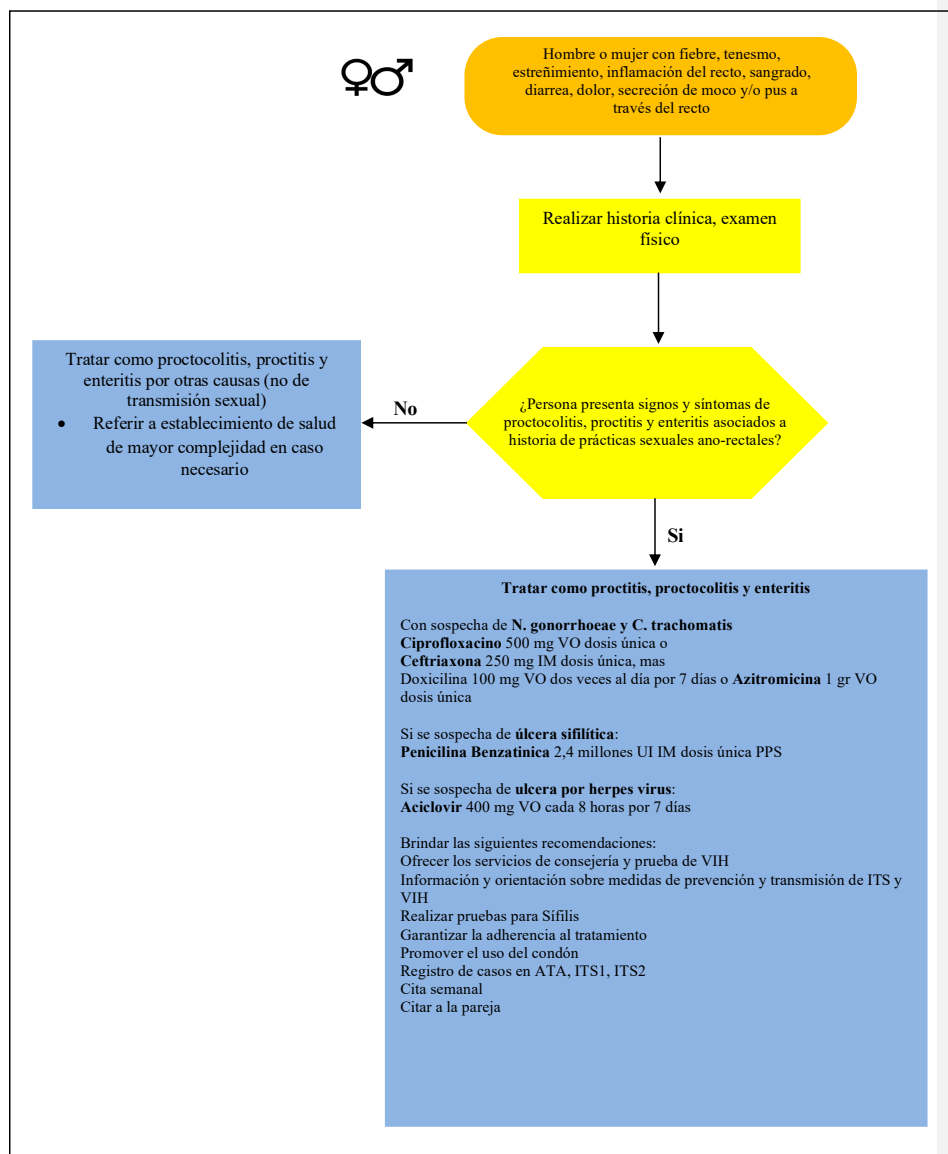 Hombre o mujer con fiebre, tenesmo,
estreñimiento, inflamación del recto, sangrado,
diarrea, dolor, secreción de moco y/o pus a
través del recto
Realizar historia clínica, examen
físico
¿Persona presenta signos y síntomas de
proctocolitis, proctitis y enteritis asociados a
historia de prácticas sexuales ano-rectales?
No
Tratar como proctocolitis, proctitis y
enteritis por otras causas (no de
transmisión sexual)
• Referir a establecimiento de salud
de mayor complejidad en caso
necesario
Si
Tratar como proctitis, proctocolitis y enteritis
Con sospecha de N. gonorrhoeae y C. trachomatis
Ciprofloxacino 500 mg VO dosis única o
Ceftriaxona 250 mg IM dosis única, mas
Doxicilina 100 mg VO dos veces al día por 7 días o Azitromicina 1 gr VO
dosis única
Si se sospecha de úlcera sifilítica:
Penicilina Benzatinica 2,4 millones UI IM dosis única PPS
Si se sospecha de ulcera por herpes virus:
Aciclovir 400 mg VO cada 8 horas por 7 días
Brindar las siguientes recomendaciones:
Ofrecer los servicios de consejería y prueba de VIH
Información y orientación sobre medidas de prevención y transmisión de ITS y
VIH
Realizar pruebas para Sífilis
Garantizar la adherencia al tratamiento
Promover el uso del condón
Registro de casos en ATA, ITS1, ITS2
Cita semanal
Citar a la pareja